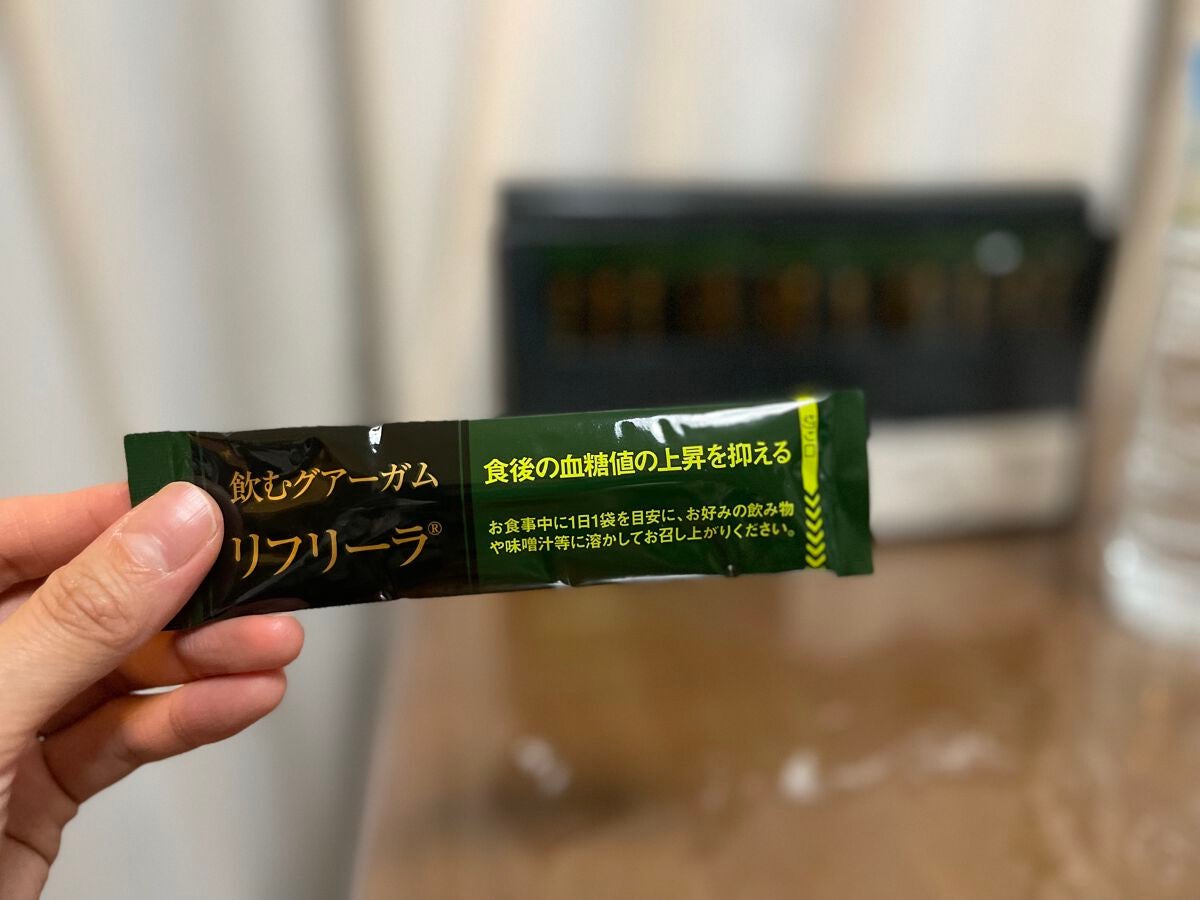 飲むグアーガム
リフリーラ®
食後の血糖値の上昇を抑える
お食事中に1日1袋を目安に、お好みの飲み物
や味噌汁等に溶かしてお召し上がりください。
切り口